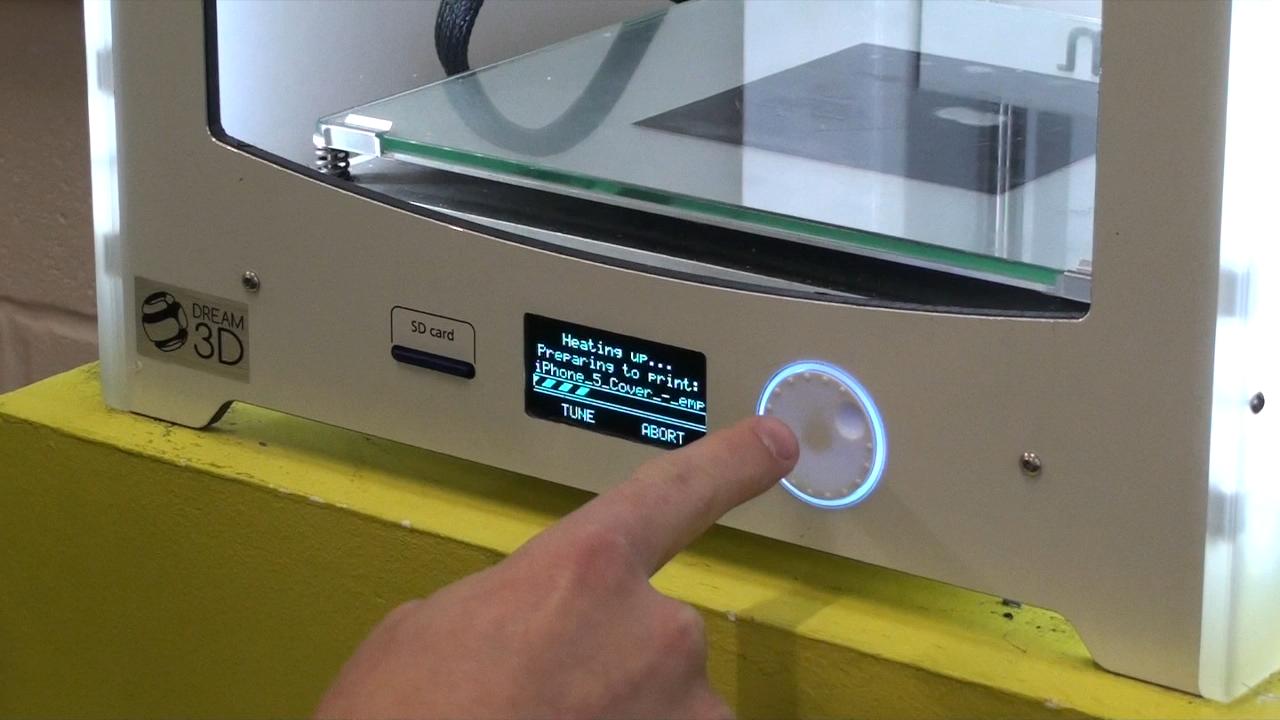 DREAM
3D
SD card
Heating up...
Preparing to print:
iPhone_5_Cover_-_emp
TUNE
ABORT